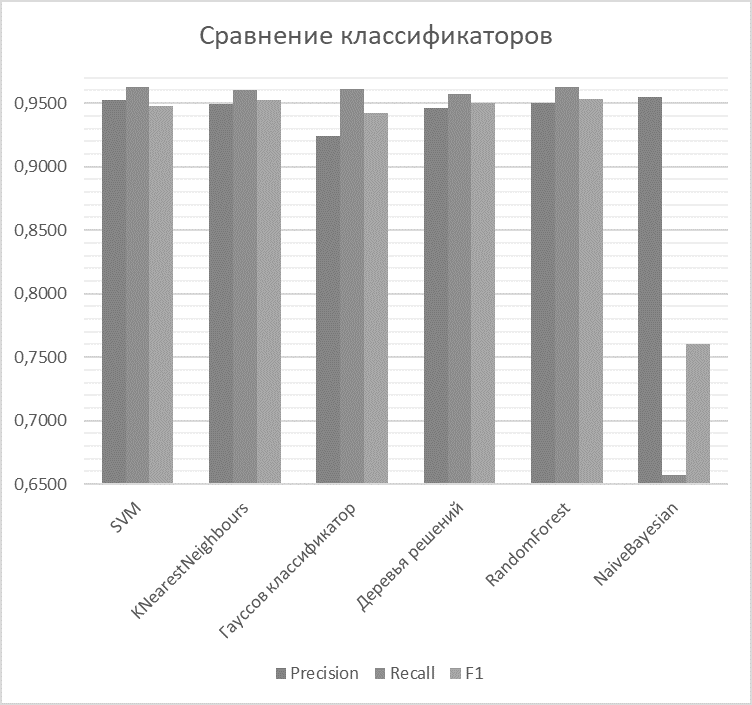 Сравнение классификаторов
0,9500
0,9000
0,8500
0,8000
0,7500
0,7000
0,6500
SVM
KNearestNeighbours
Гауссов классификатор
Деревья решений
RandomForest
NaiveBayesian
Precision Recall F1